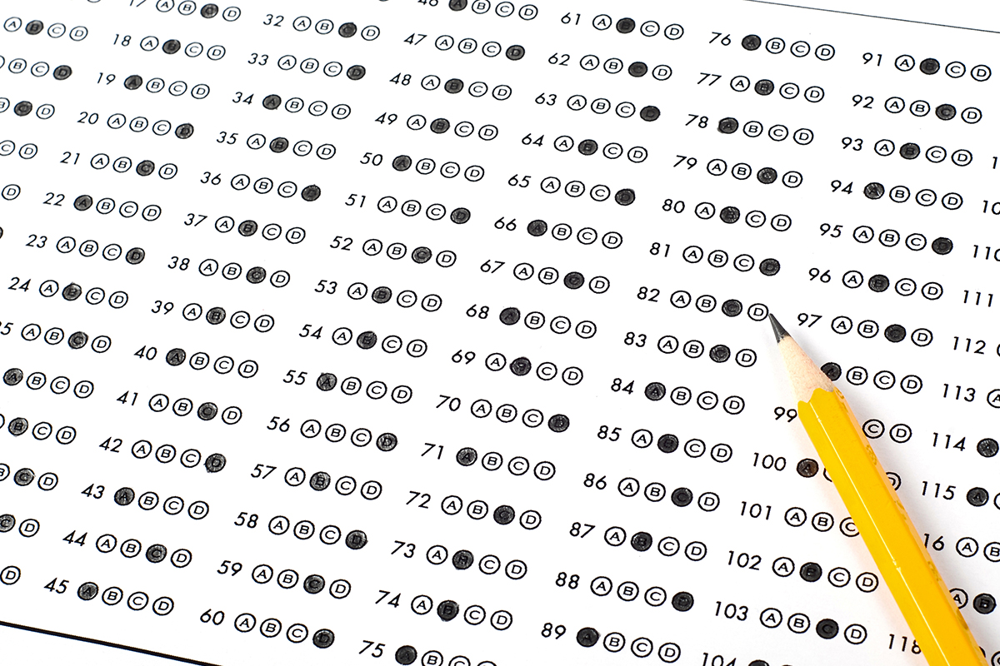 A B C D
B C D
B C D
C D
D
17 A B C D
18 A B C D
19 A B C D
20 A B C D
21 A B C D
22 A B C D
23 A B C D
24 A B C D
25 A B C D
A B C D
B C D
B C D
C D
D
32 A B C D
33 A B C D
34 A B C D
35 A B C D
36 A B C D
37 A B C D
38 A B C D
39 A B C D
40 A B C D
41 A B C D
42 A B C D
43 A B C D
44 A B C D
45 A B C D
46 A B C D
47 A B C D
48 A B C D
49 A B C D
50 A B C D
51 A B C D
52 A B C D
53 A B C D
54 A B C D
55 A B C D
56 A B C D
57 A B C D
58 A B C D
59 A B C D
60 A B C D
61 A B C D
62 A B C D
63 A B C D
64 A B C D
65 A B C D
66 A B C D
67 A B C D
68 A B C D
69 A B C D
70 A B C D
71 A B C D
72 A B C D
73 A B C D
74 A B C D
75 A B C D
76 A B C D
77 A B C D
78 A B C D
79 A B C D
80 A B C D
81 A B C D
82 A B C D
83 A B C D
84 A B C D
85 A B C D
86 A B C D
87 A B C D
88 A B C D
89 A B C D
91 A B C D
92 A B C D
93 A B C D
94 A B C D
95 A B C D
96 A B C D
97 A B C D
A B C D
99 C D
100 A D
101 A B C
102 A B C D
103 A B C D
104
110
111
112
113 A
114 A
115 A
16 A B
A B
118